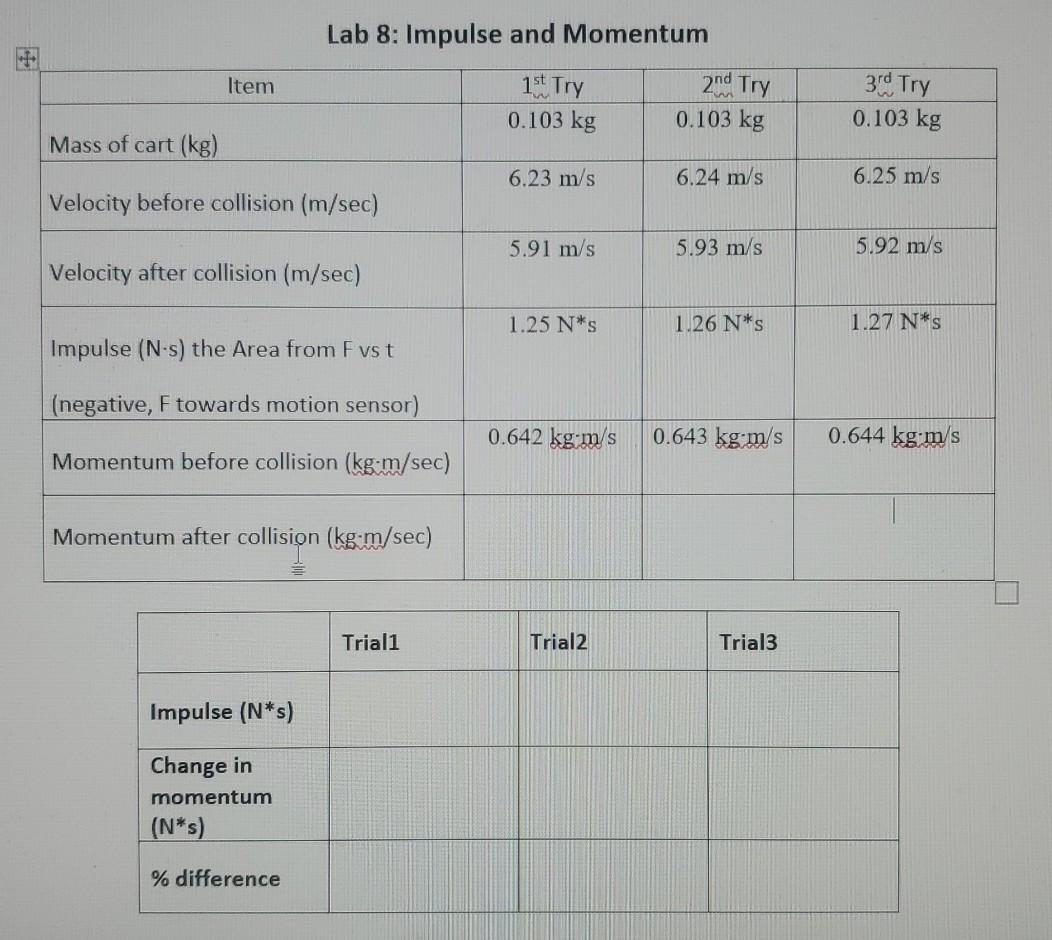 Lab 8: Impulse and Momentum
Item 1st Try 2nd Try 3rd Try
Mass of cart (kg) 0.103 kg 0.103 kg 0.103 kg
Velocity before collision (m/sec) 6.23 m/s 6.24 m/s 6.25 m/s
Velocity after collision (m/sec) 5.91 m/s 5.93 m/s 5.92 m/s
Impulse (N·s) the Area from F vs t 1.25 N*s 1.26 N*s 1.27 N*s
(negative, F towards motion sensor)
Momentum before collision (kg·m/sec) 0.642 kg·m/s 0.643 kg·m/s 0.644 kg·m/s
Momentum after collision (kg·m/sec)
Trial1 Trial2 Trial3
Impulse (N*s)
Change in
momentum
(N*s)
% difference